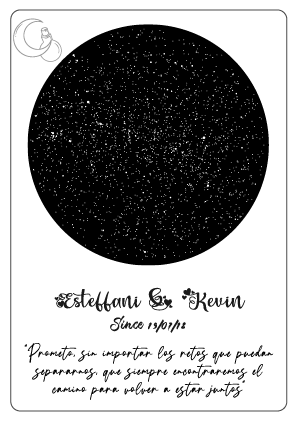 Esteffani & Kevin
Since 13/07/18
"Prometo, sin importar los retos que puedan
separarnos, que siempre encontraremos el
camino para volver a estar juntos"